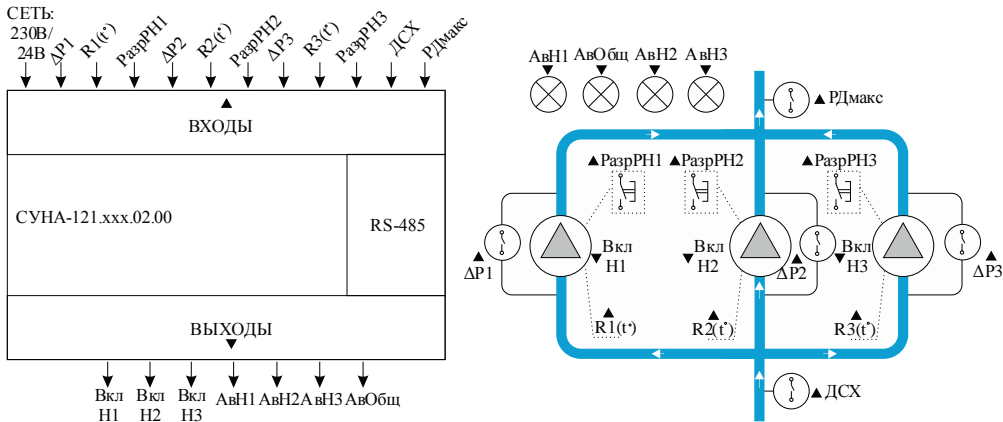 СЕТЬ:
230В/
24В
ΔР1
R1(t°)
РазрРН1
ΔР2
R2(t°)
РазрРН2
ΔР3
R3(t°)
РазрРН3
ДСХ
РДмакс
ВХОДЫ
СУНА-121.xxx.02.00
RS-485
ВЫХОДЫ
Вкл
Н1
Вкл
Н2
Вкл
Н3
АвН1
АвН2
АвН3
АвОбщ
АвН1
АвОбщ
АвН2
АвН3
РДмакс
РазрРН1
РазрРН2
РазрРН3
Вкл
Н1
Вкл
Н2
Вкл
Н3
ΔР1
ΔР2
ΔР3
R1(t°)
R2(t°)
R3(t°)
ДСХ